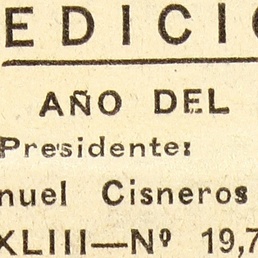 EDICIO
AÑO DEL
Presidente:
nuel Cisneros
XLIII—Nº 19,7